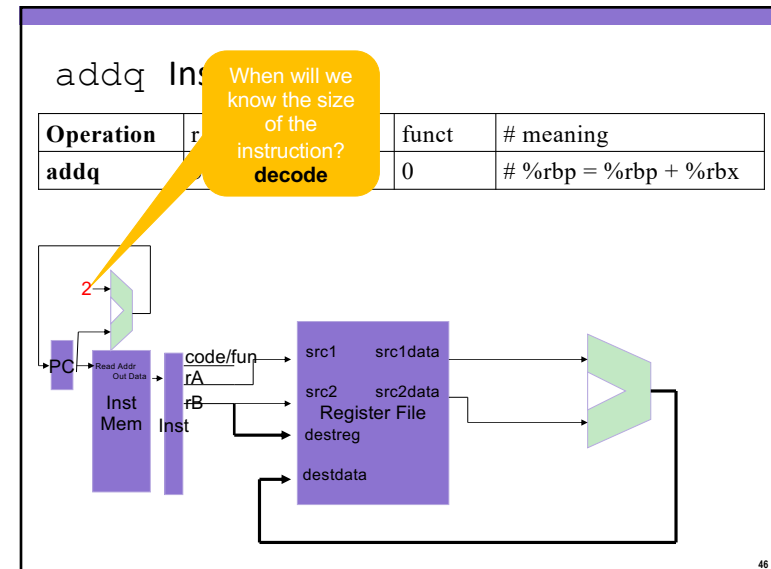 addq Ins
When will we
know the size
of the
instruction?
decode
Operation r funct # meaning
addq 0 # %rbp = %rbp + %rbx
2
PC
Read Addr
Out Data
Inst
Mem
Inst
code/fun
rA
rB
src1 src1data
src2 src2data
Register File
destreg
destdata
46